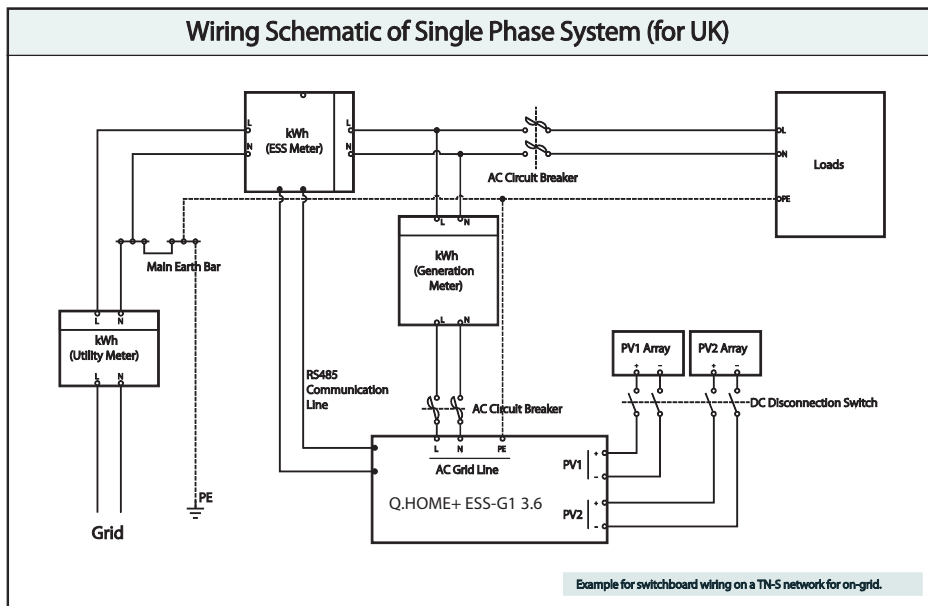 Wiring Schematic of Single Phase System (for UK)
kWh
(ESS Meter)
L
N
L
N
AC Circuit Breaker
L
N
PE
Loads
Main Earth Bar
L
N
kWh
(Generation
Meter)
L
N
L
N
kWh
(Utility Meter)
L
N
PE
Grid
RS485
Communication
Line
AC Circuit Breaker
L
N
PE
AC Grid Line
Q.HOME+ ESS-G1 3.6
PV1 Array
+ -
PV2 Array
+ -
DC Disconnection Switch
PV1
+
-
PV2
+
-
Example for switchboard wiring on a TN-S network for on-grid.